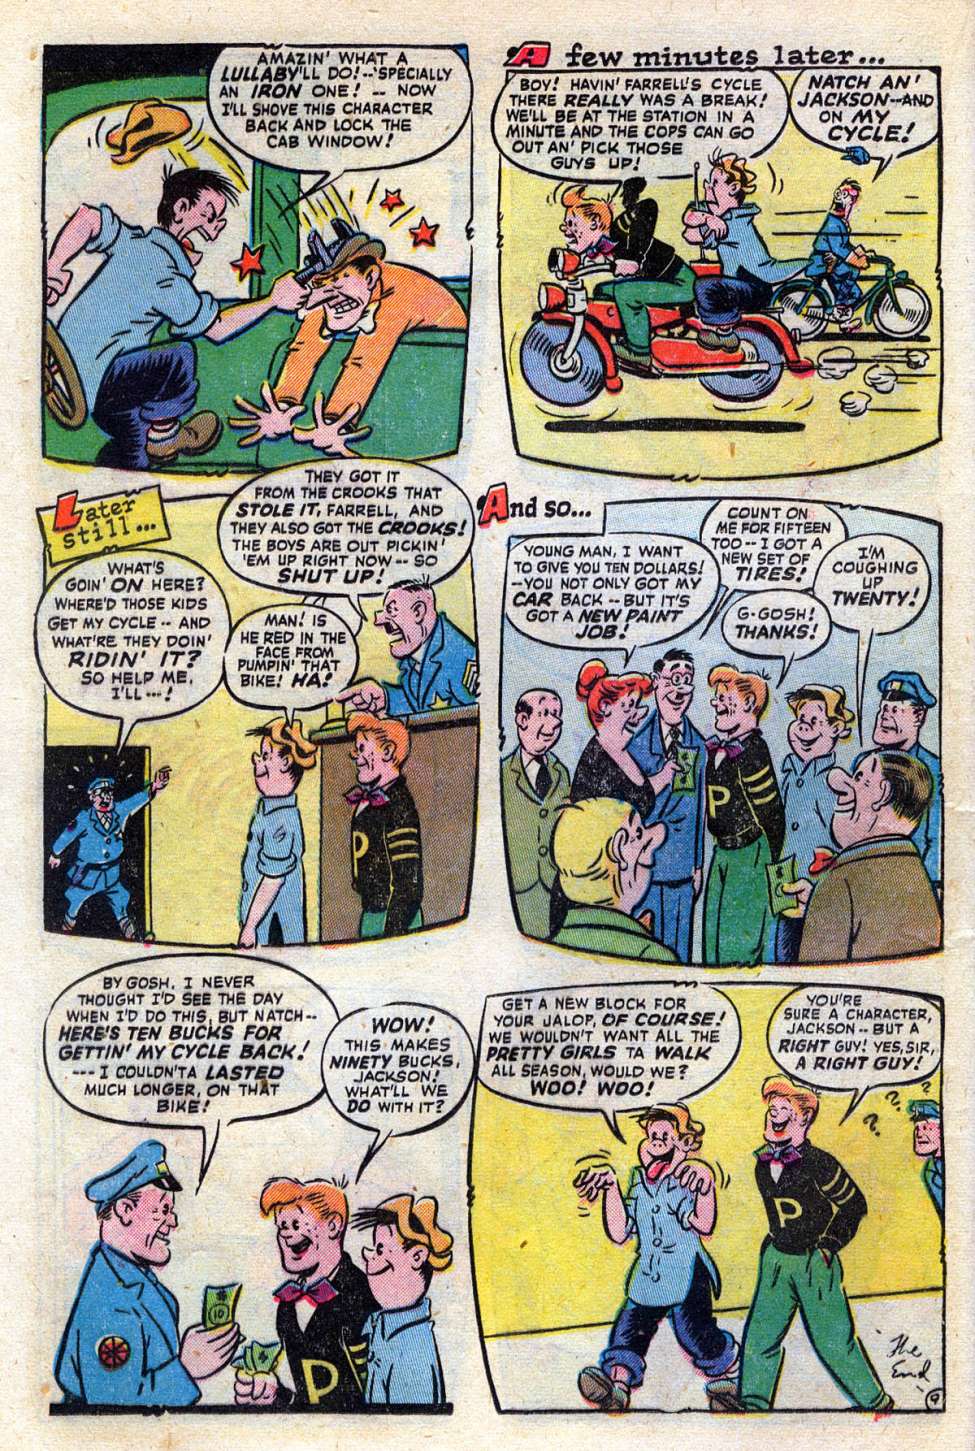 AMAZIN' WHAT A
LULLABY'LL DO!--'SPECIALLY
AN IRON ONE! -- NOW
I'LL SHOVE THIS CHARACTER
BACK AND LOCK THE
CAB WINDOW!
A few minutes later...
BOY! HAVIN' FARRELL'S CYCLE
THERE REALLY WAS A BREAK!
WE'LL BE AT THE STATION IN A
MINUTE AND THE COPS CAN GO
OUT AN' PICK THOSE
GUYS UP!
NATCH AN'
JACKSON--AND
ON MY
CYCLE!
Later
still...
WHAT'S
GOIN' ON HERE?
WHERE'D THOSE KIDS
GET MY CYCLE -- AND
WHAT'RE THEY DOIN'
RIDIN' IT?
SO HELP ME,
I'LL ---!
THEY GOT IT
FROM THE CROOKS THAT
STOLE IT, FARRELL, AND
THEY ALSO GOT THE CROOKS!
THE BOYS ARE OUT PICKIN'
'EM UP RIGHT NOW -- SO
SHUT UP!
MAN! IS
HE RED IN THE
FACE FROM
PUMPIN' THAT
BIKE! HA!
P
And so...
YOUNG MAN, I WANT
TO GIVE YOU TEN DOLLARS!
--YOU NOT ONLY GOT MY
CAR BACK -- BUT IT'S
GOT A NEW PAINT
JOB!
COUNT ON
ME FOR FIFTEEN
TOO -- I GOT A
NEW SET OF
TIRES!
G-GOSH!
THANKS!
I'M
COUGHING
UP
TWENTY!
P
BY GOSH, I NEVER
THOUGHT I'D SEE THE DAY
WHEN I'D DO THIS, BUT NATCH--
HERE'S TEN BUCKS FOR
GETTIN' MY CYCLE BACK!
--- I COULDN'TA LASTED
MUCH LONGER, ON THAT
BIKE!
WOW!
THIS MAKES
NINETY BUCKS,
JACKSON!
WHAT'LL WE
DO WITH IT?
10
P
GET A NEW BLOCK FOR
YOUR JALOP, OF COURSE!
WE WOULDN'T WANT ALL THE
PRETTY GIRLS TA WALK
ALL SEASON, WOULD WE?
WOO! WOO!
YOU'RE
SURE A CHARACTER,
JACKSON -- BUT A
RIGHT GUY! YES, SIR,
A RIGHT GUY!
? ? ?
P
The
End
9